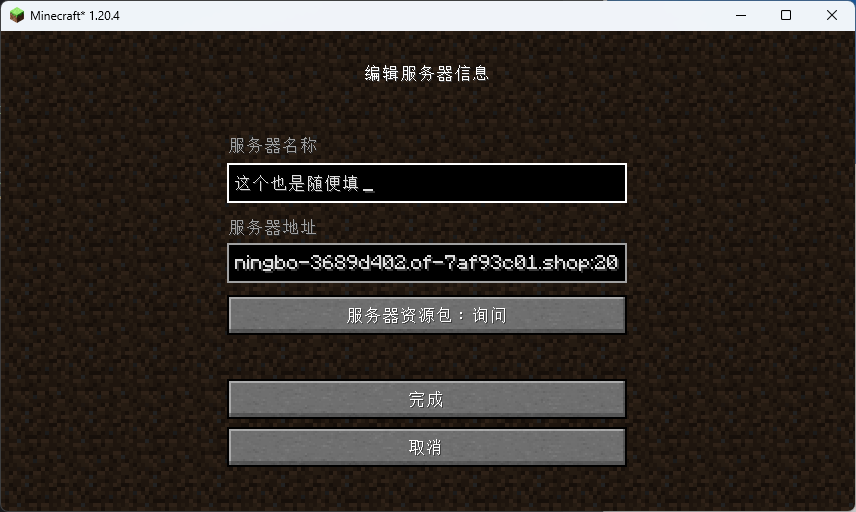 Minecraft* 1.20.4
编辑服务器信息
服务器名称
这个也是随便填_
服务器地址
ningbo-3689d402.of-7af93c01.shop:20
服务器资源包：询问
完成
取消